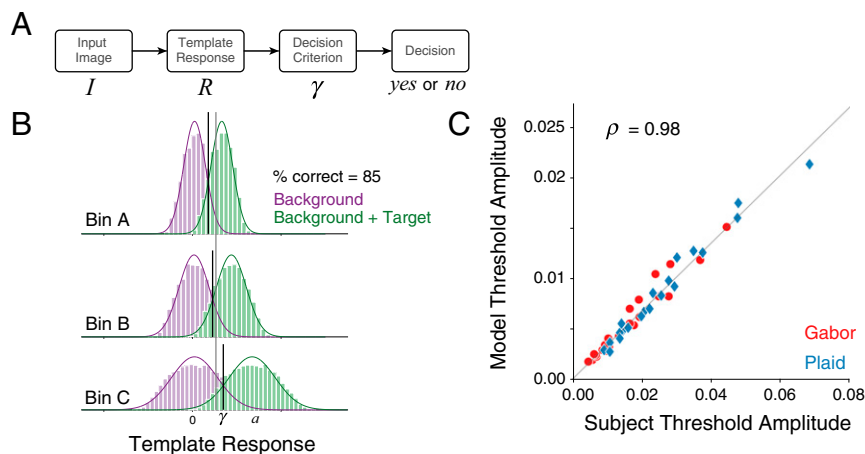 A
Input
Image
Template
Response
Decision
Criterion
Decision
I
R
γ
yes or no
B
% correct = 85
Background
Background + Target
Bin A
Bin B
Bin C
0
γ
a
Template Response
C
ρ = 0.98
Model Threshold Amplitude
0.025
0.02
0.01
0.00
Gabor
Plaid
0.00 0.02 0.04 0.06 0.08
Subject Threshold Amplitude